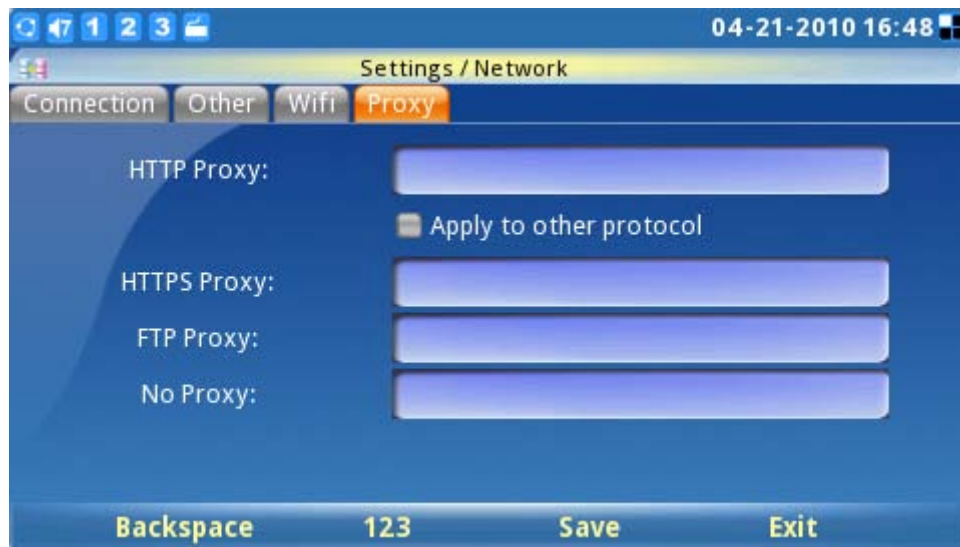 7 1 2 3 04-21-2010 16:48
Settings / Network
Connection Other Wifi Proxy
HTTP Proxy:
Apply to other protocol
HTTPS Proxy:
FTP Proxy:
No Proxy:
Backspace 123 Save Exit